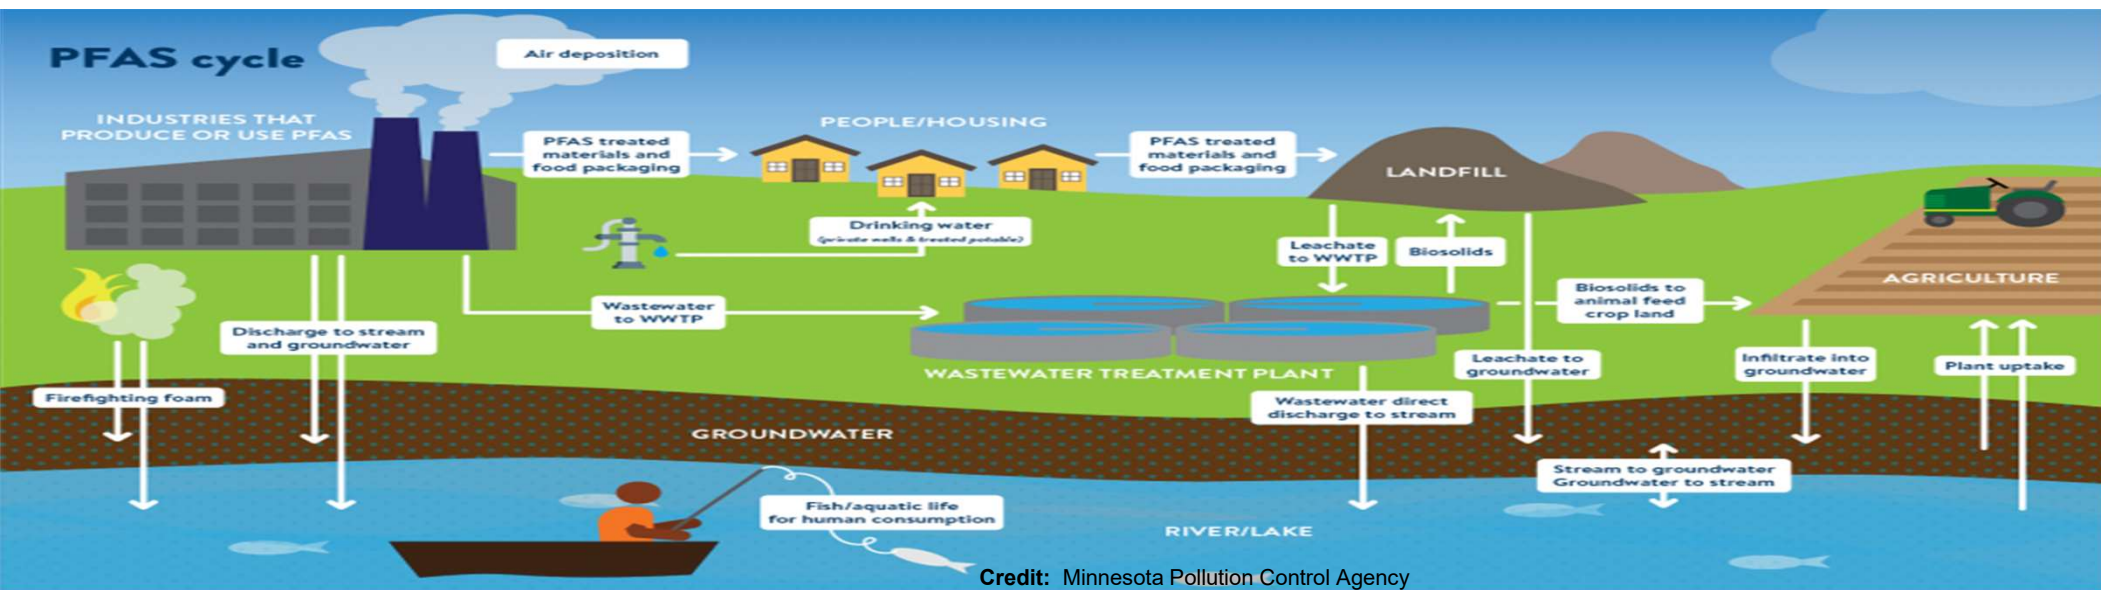 PFAS cycle
Air deposition
INDUSTRIES THAT
PRODUCE OR USE PFAS
PFAS treated
materials and
food packaging
PEOPLE/HOUSING
PFAS treated
materials and
food packaging
LANDFILL
Drinking water
(private wells & treated potable)
Leachate
to WWTP
Biosolids
Wastewater
to WWTP
Biosolids to
animal feed
crop land
AGRICULTURE
Discharge to stream
and groundwater
WASTEWATER TREATMENT PLANT
Leachate to
groundwater
Infiltrate into
groundwater
Plant uptake
Firefighting foam
Wastewater direct
discharge to stream
GROUNDWATER
Stream to groundwater
Groundwater to stream
Fish/aquatic life
for human consumption
RIVER/LAKE
Credit: Minnesota Pollution Control Agency